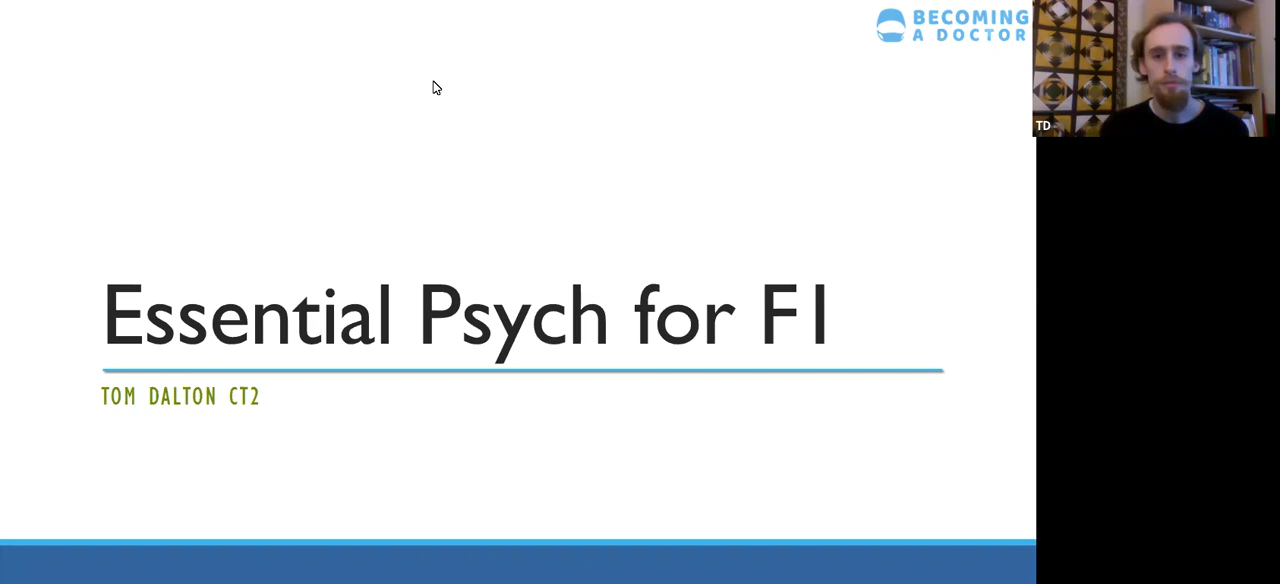 BECOMING
A DOCTOR
TD
Essential Psych for F1
TOM DALTON CT2